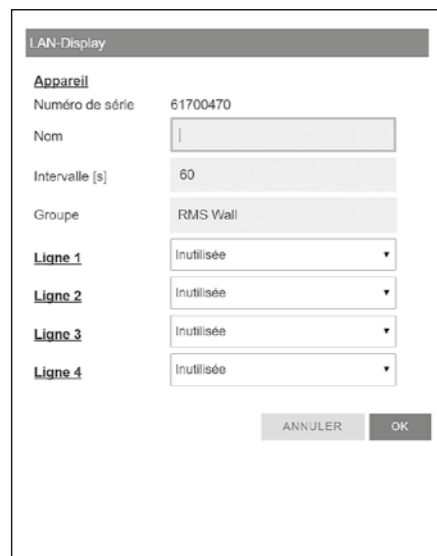 LAN-Display
Appareil
Numéro de série 61700470
Nom
Intervalle [s] 60
Groupe RMS Wall
Ligne 1 Inutilisée
Ligne 2 Inutilisée
Ligne 3 Inutilisée
Ligne 4 Inutilisée
ANNULER OK